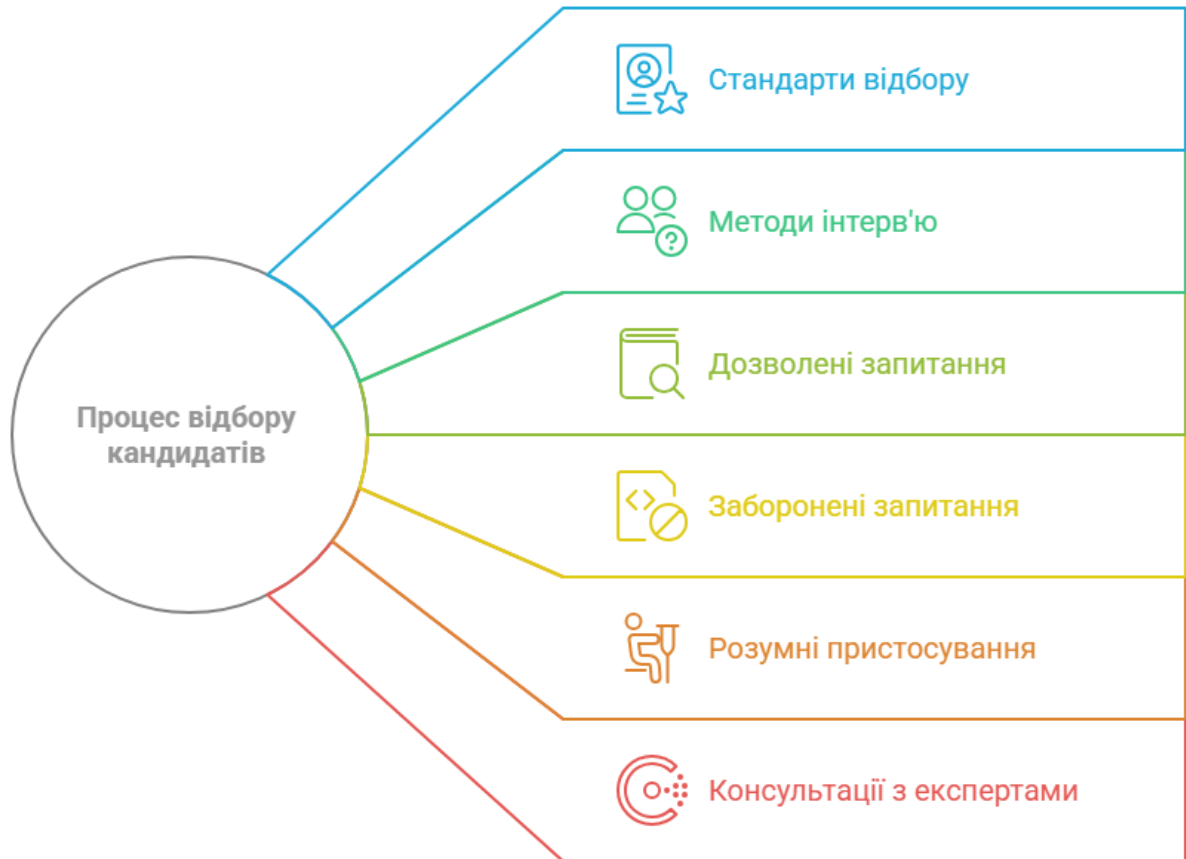 Стандарти відбору
Методи інтерв'ю
Дозволені запитання
Процес відбору
кандидатів
Заборонені запитання
Розумні пристосування
Консультації з експертами